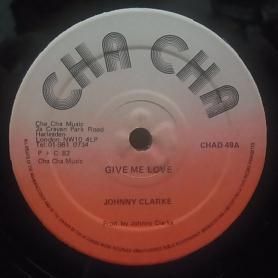 CHA CHA
Cha Cha Music
2a Craven Park Road
Harlesden
London NW10 4LP
Tel. 01-961 0734
P + C 82
Cha Cha Music
CHAD 49A
GIVE ME LOVE
JOHNNY CLARKE
Prod. by Johnny Clarke